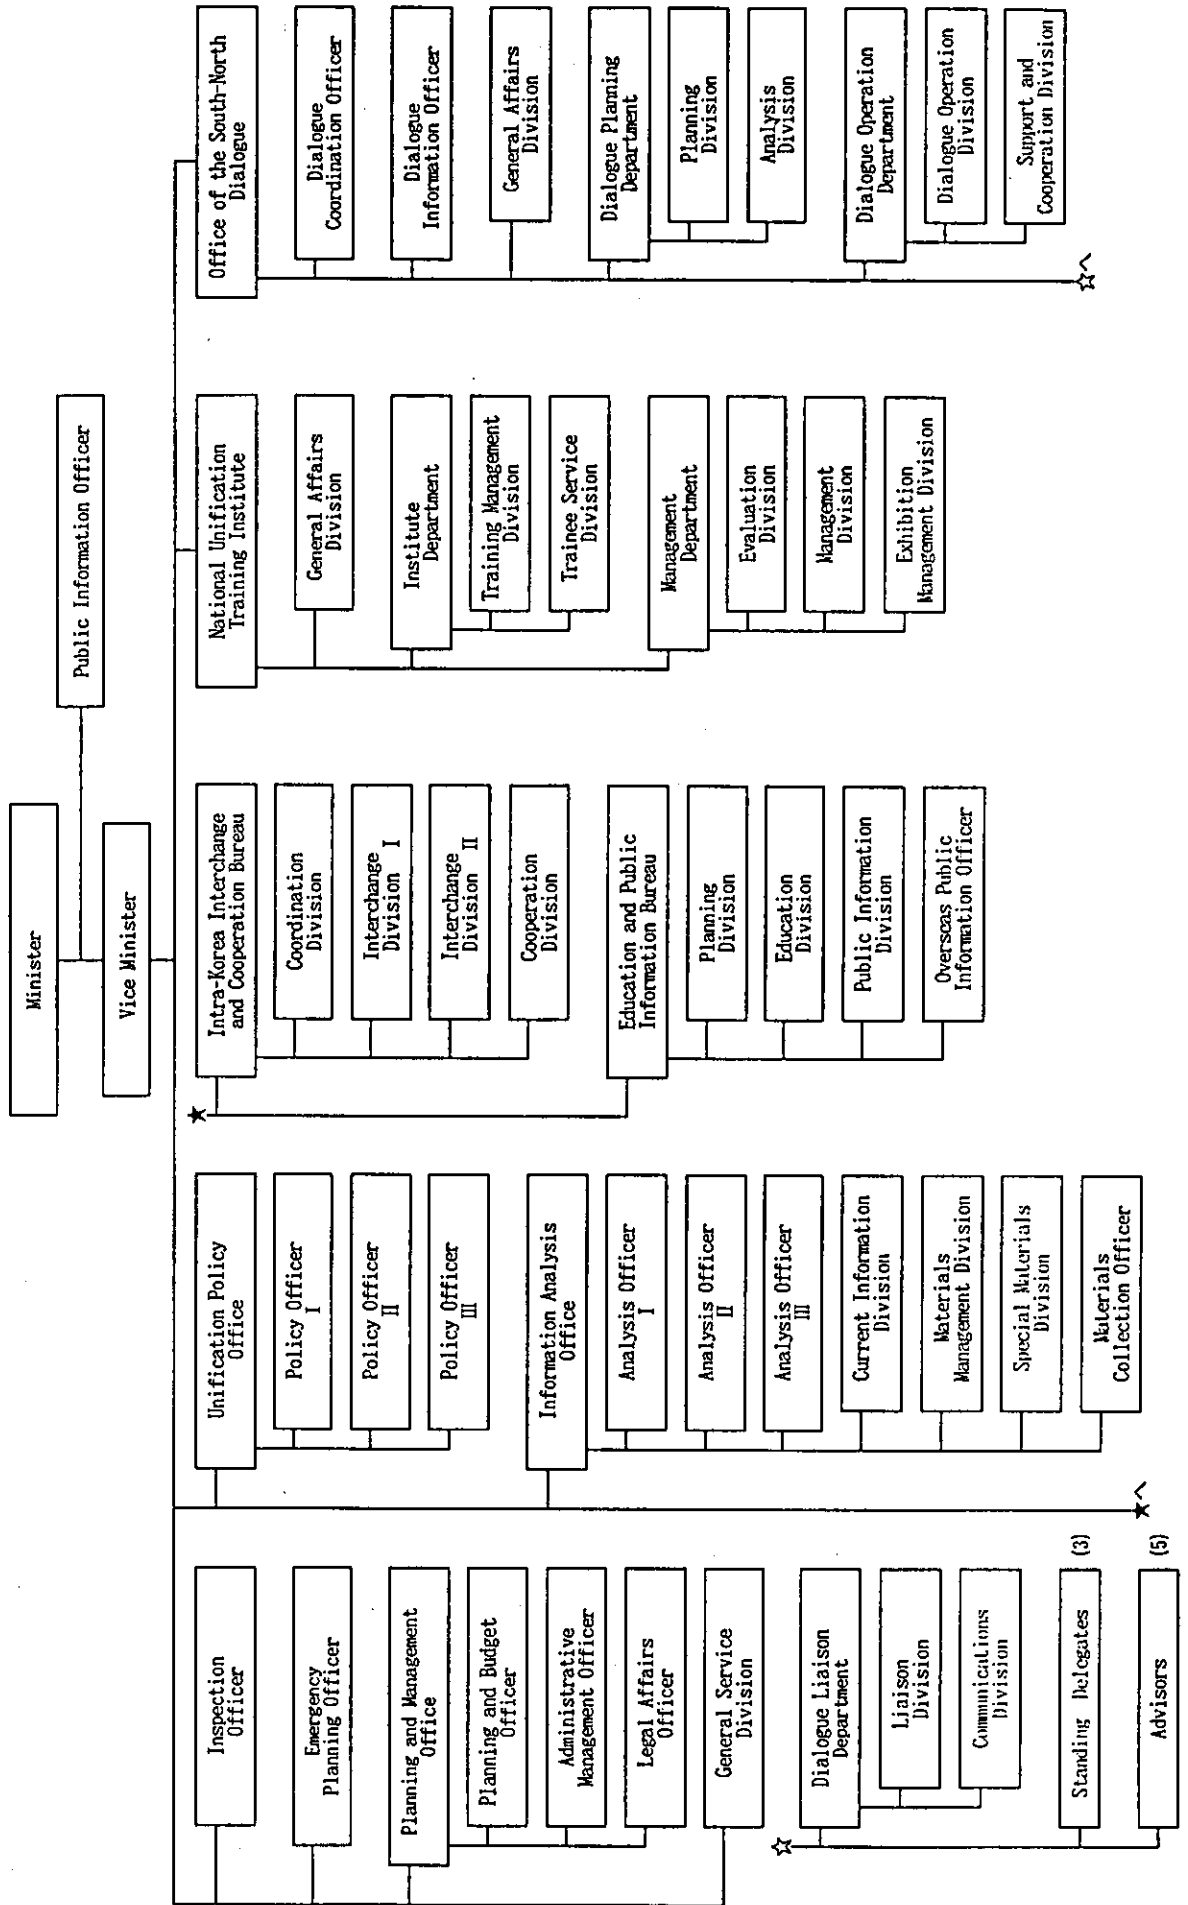 Minister
Public Information Officer
Vice Minister
Inspection
Officer
Emergency
Planning Officer
Planning and Management
Office
Planning and Budget
Officer
Administrative
Management Officer
Legal Affairs
Officer
General Service
Division
☆
Dialogue Liaison
Department
Liaison
Division
Communications
Division
Standing Delegates (3)
Advisors (5)
Unification Policy
Office
Policy Officer
I
Policy Officer
II
Policy Officer
III
Information Analysis
Office
Analysis Officer
I
Analysis Officer
II
Analysis Officer
III
Current Information
Division
Materials
Management Division
Special Materials
Division
Materials
Collection Officer
★
★
Intra-Korea Interchange
and Cooperation Bureau
Coordination
Division
Interchange
Division I
Interchange
Division II
Cooperation
Division
Education and Public
Information Bureau
Planning
Division
Education
Division
Public Information
Division
Overseas Public
Information Officer
National Unification
Training Institute
General Affairs
Division
Institute
Department
Training Management
Division
Trainee Service
Division
Management
Department
Evaluation
Division
Management
Division
Exhibition
Management Division
Office of the South-North
Dialogue
Dialogue
Coordination Officer
Dialogue
Information Officer
General Affairs
Division
Dialogue Planning
Department
Planning
Division
Analysis
Division
Dialogue Operation
Department
Dialogue Operation
Division
Support and
Cooperation Division
☆